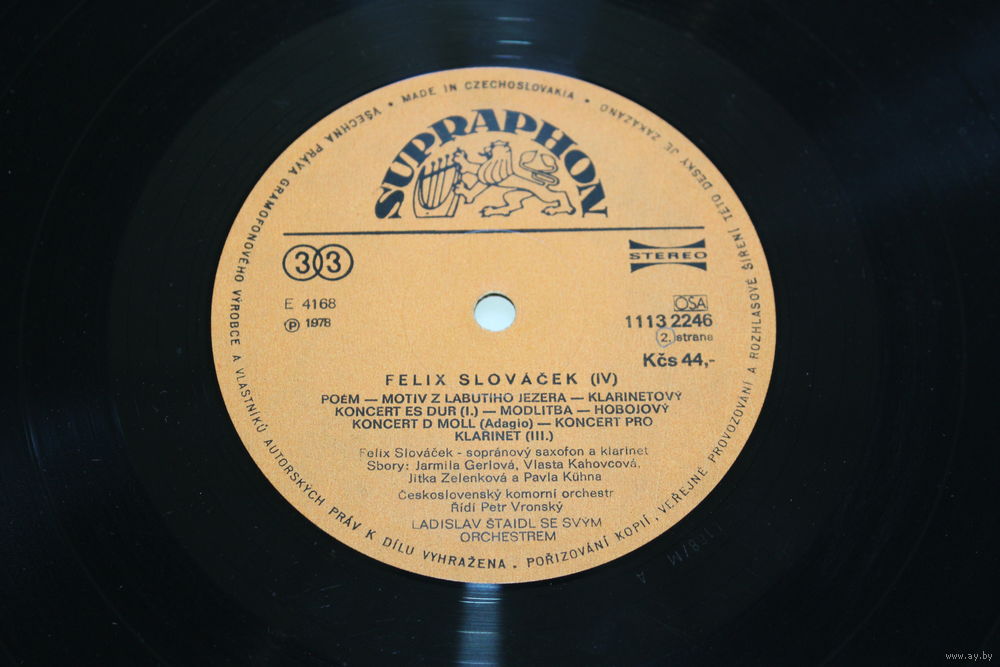 VŠECHNA PRÁVA GRAMOFONOVÉHO VÝROBCE A VLASTNÍKŮ AUTORSKÝCH PRÁV K DÍLU VYHRAŽENA. POŘIZOVÁNÍ KOPIÍ, VEŘEJNÉ PROVOZOVÁNÍ A ROZHLASOVÉ ŠÍŘENÍ TÉTO DESKY JE ZAKÁZÁNO • MADE IN CZECHOSLOVAKIA •
SUPRAPHON
33
STEREO
E 4168
Ⓟ 1978
OSA
1113 2246
2. strana
Kčs 44,-
FELIX SLOVÁČEK (IV)
POÉM — MOTIV Z LABUTÍHO JEZERA — KLARINETOVÝ
KONCERT ES DUR (I.) — MODLITBA — HOBOJOVÝ
KONCERT D MOLL (Adagio) — KONCERT PRO
KLARINET (III.)
Felix Slováček - sopránový saxofon a klarinet
Sbory: Jarmila Gerlová, Vlasta Kahovcová,
Jitka Zelenková a Pavla Kühna
Československý komorní orchestr
Řídí Petr Vronský
LADISLAV ŠTAIDL SE SVÝM
ORCHESTREM
www.ay.by